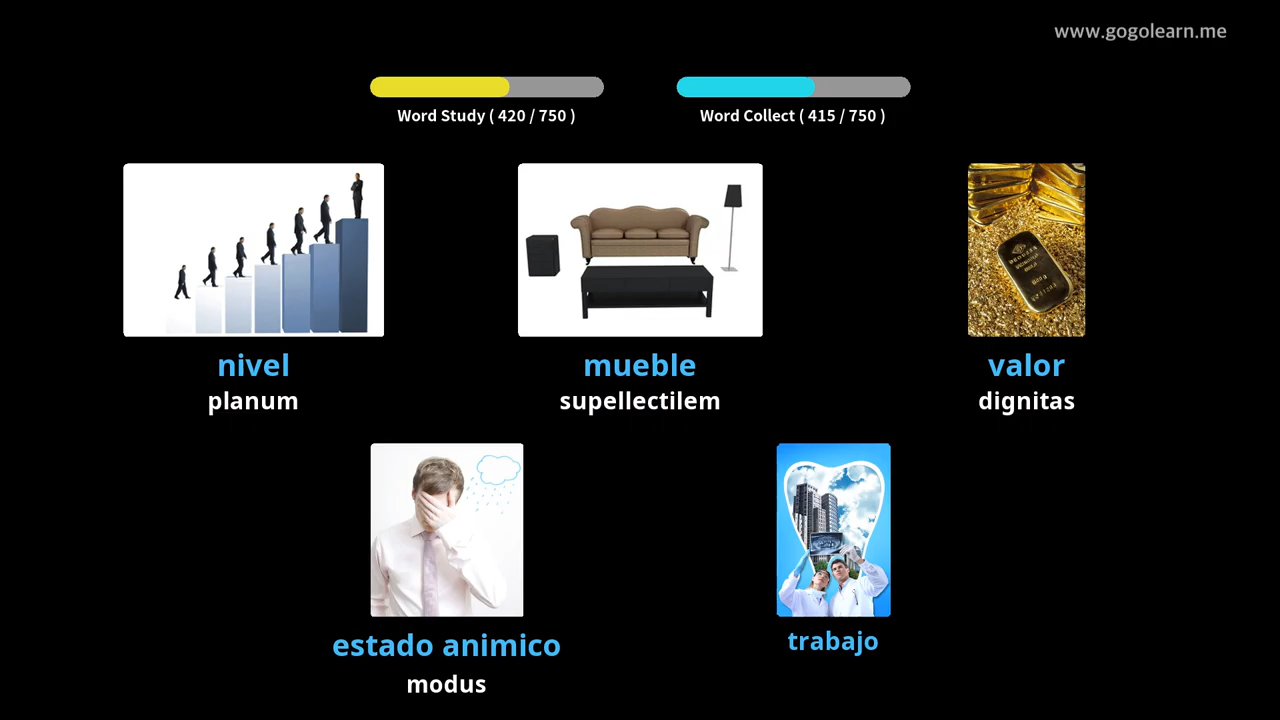 www.gogolearn.me
Word Study ( 420 / 750 )
Word Collect ( 415 / 750 )
nivel
planum
mueble
supellectilem
valor
dignitas
estado animico
modus
trabajo